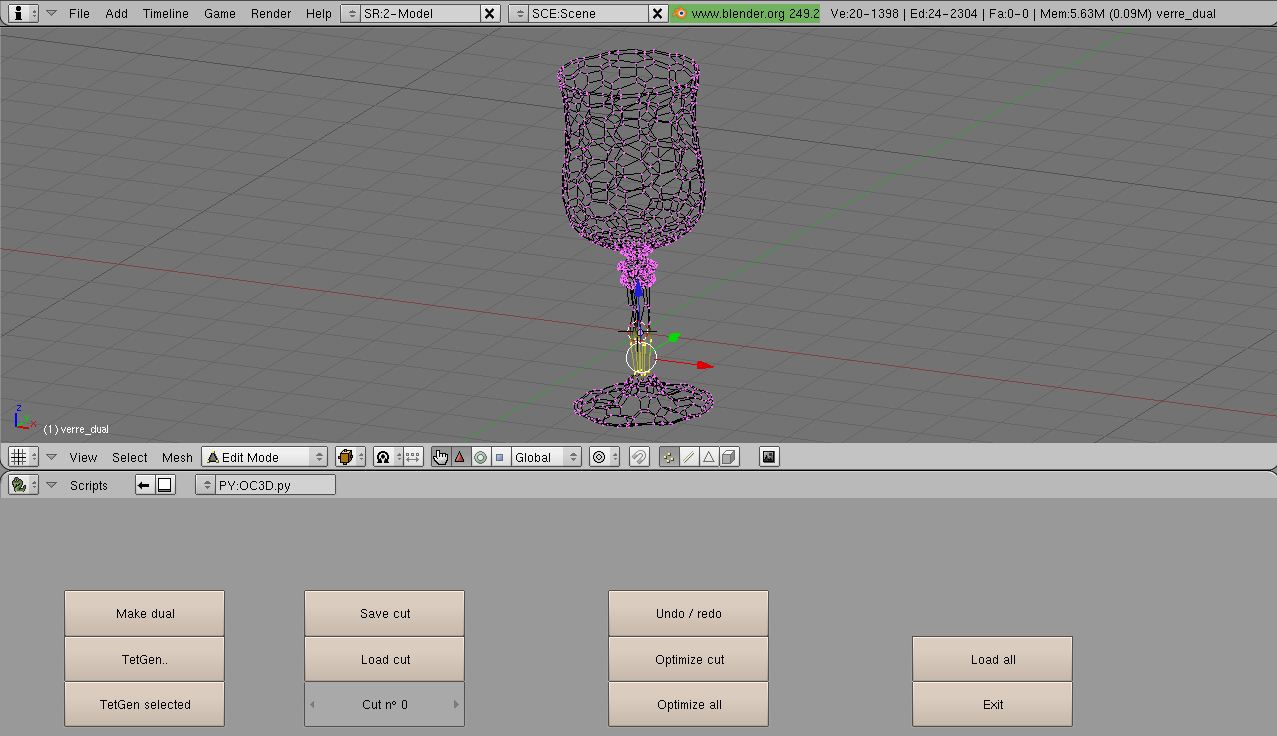 File Add Timeline Game Render Help SR:2-Model SCE:Scene www.blender.org 249.2 Ve:20-1398 | Ed:24-2304 | Fa:0-0 | Mem:5.63M (0.09M) verre_dual
z
x
(1) verre_dual
View Select Mesh Edit Mode Global
Scripts PY:OC3D.py
Make dual Save cut Undo / redo
TetGen.. Load cut Optimize cut Load all
TetGen selected Cut n° 0 Optimize all Exit